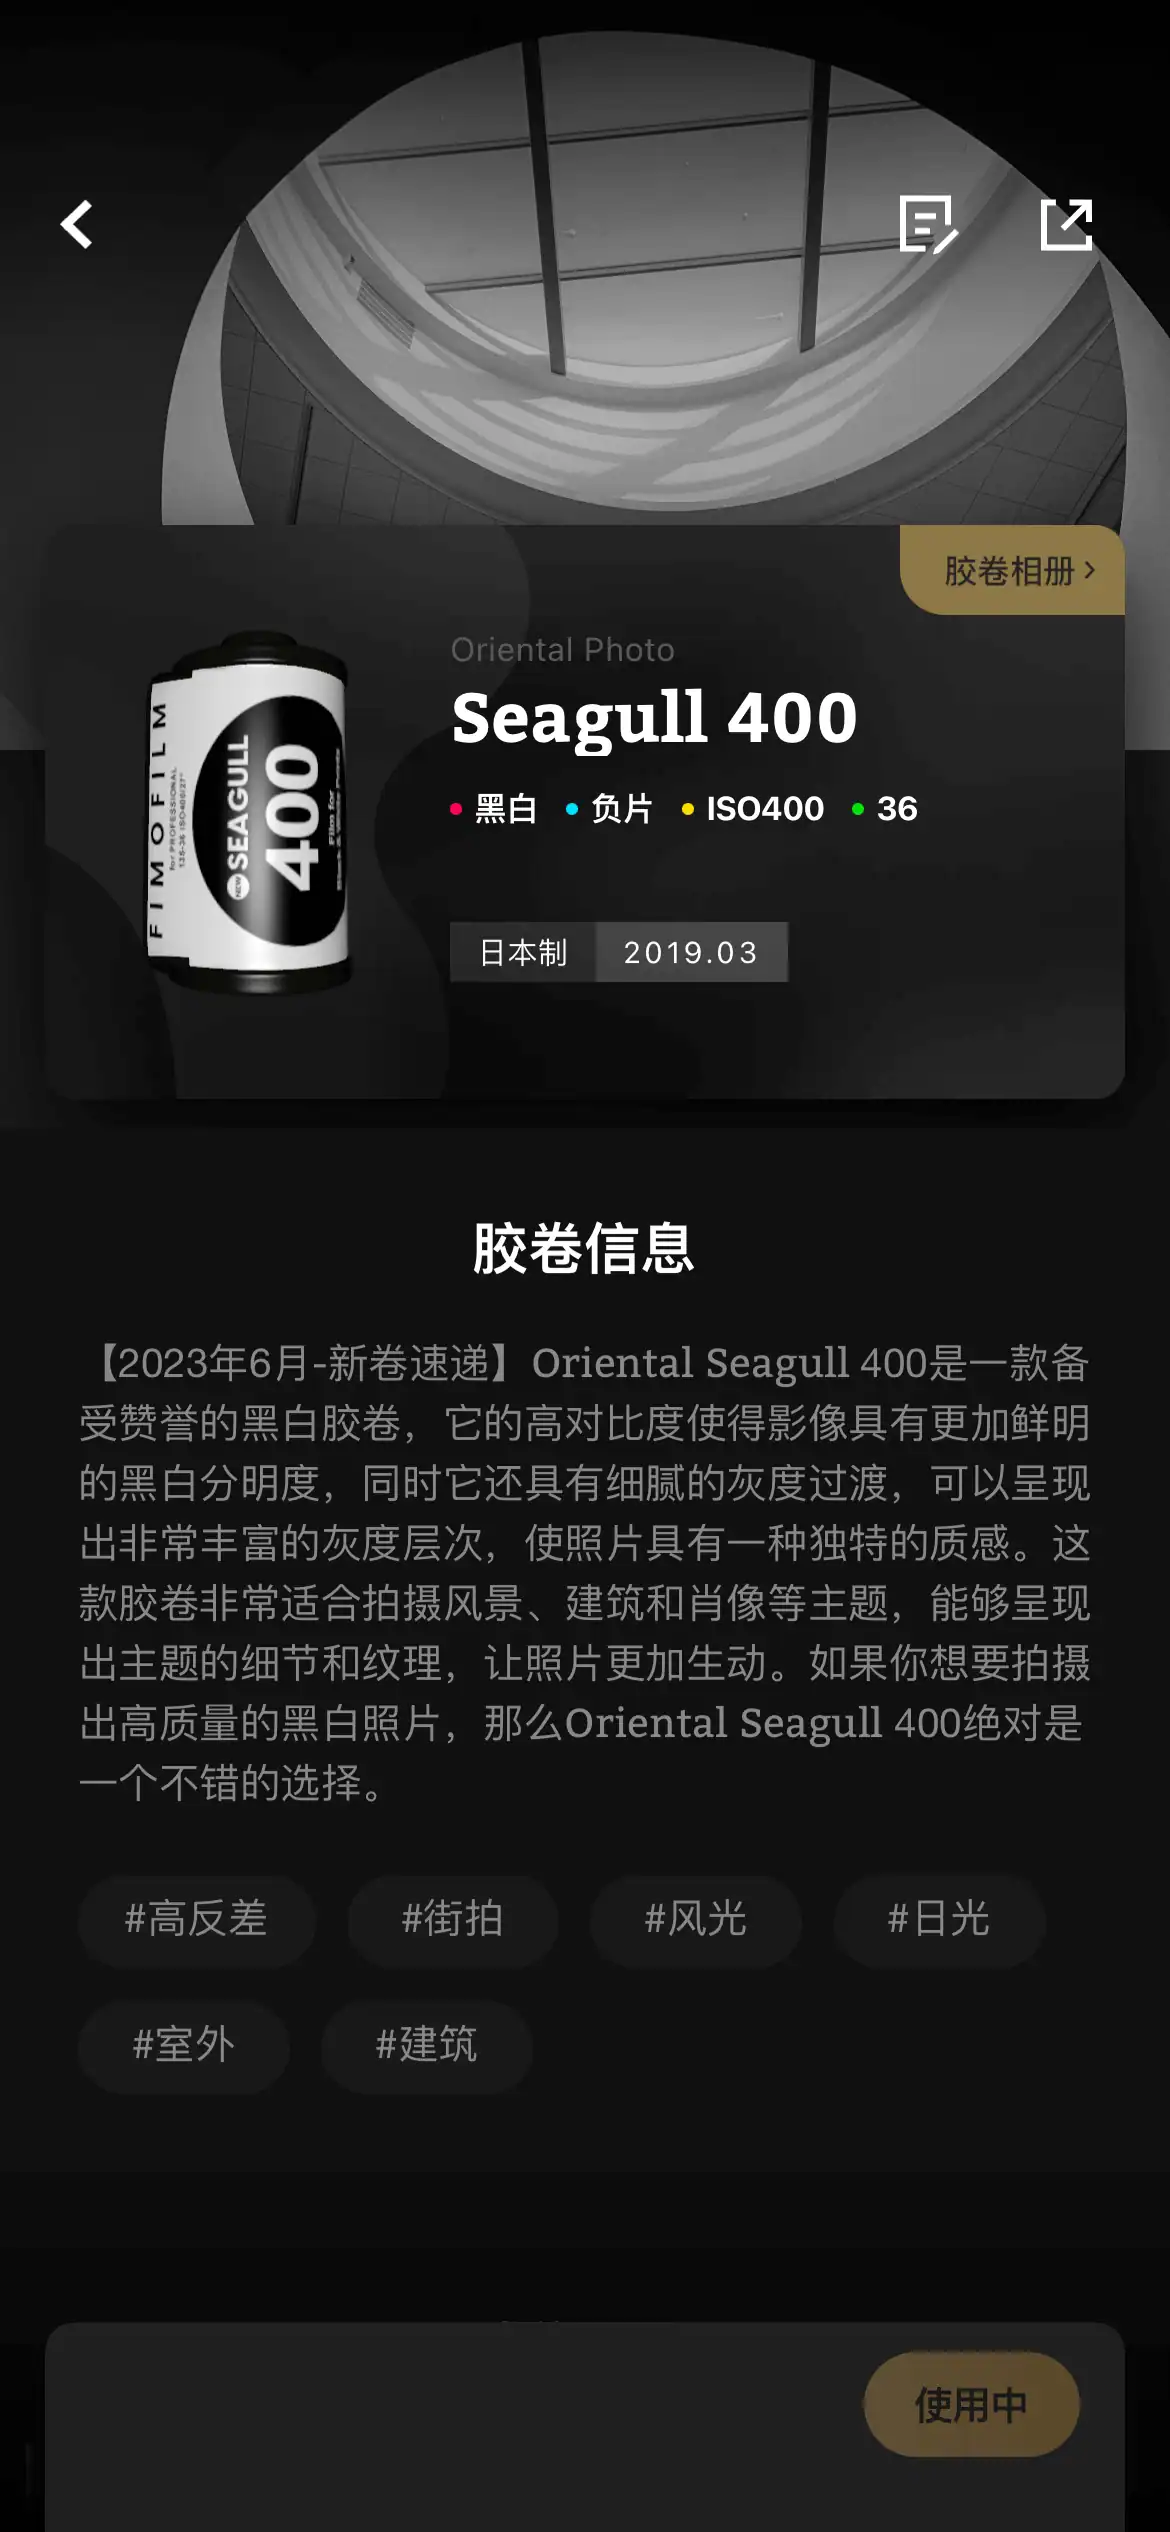 胶卷相册
Oriental Photo
Seagull 400
黑白 负片 ISO400 36
日本制 2019.03
FIMOFILM
for PROFESSIONAL
135-36 ISO400/27°
NEW SEAGULL
400
Film for
胶卷信息
【2023年6月-新卷速递】Oriental Seagull 400是一款备
受赞誉的黑白胶卷，它的高对比度使得影像具有更加鲜明
的黑白分明度，同时它还具有细腻的灰度过渡，可以呈现
出非常丰富的灰度层次，使照片具有一种独特的质感。这
款胶卷非常适合拍摄风景、建筑和肖像等主题，能够呈现
出主题的细节和纹理，让照片更加生动。如果你想要拍摄
出高质量的黑白照片，那么Oriental Seagull 400绝对是
一个不错的选择。
#高反差 #街拍 #风光 #日光
#室外 #建筑
使用中